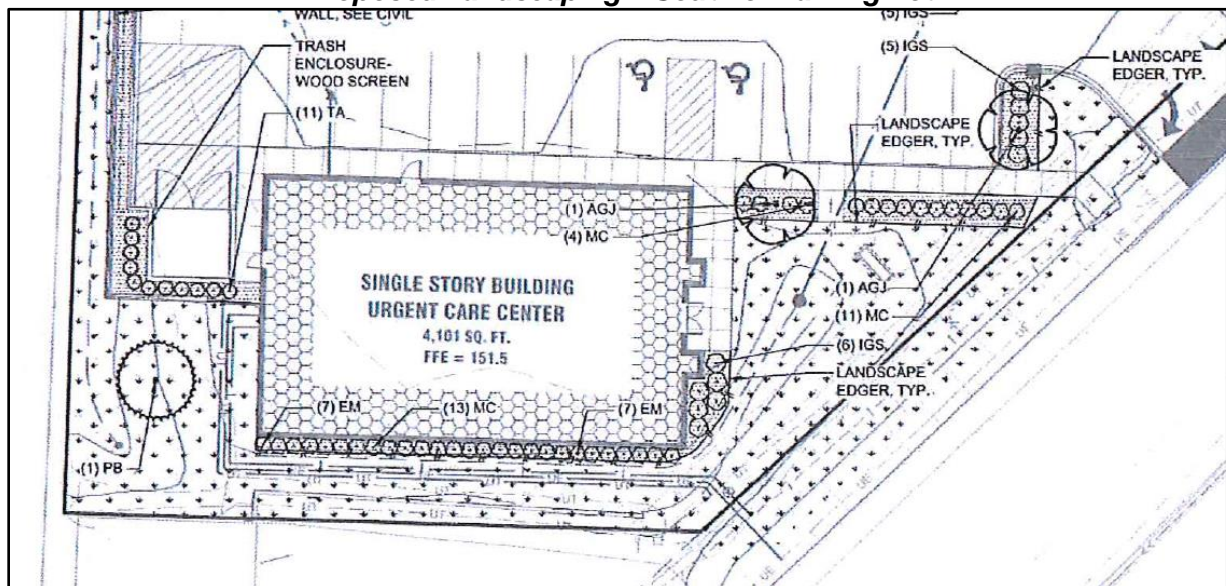 WALL, SEE CIVIL
TRASH
ENCLOSURE-
WOOD SCREEN
(11) TA
(5) IGS
(5) IGS
LANDSCAPE
EDGER, TYP.
LANDSCAPE
EDGER, TYP.
(1) AGJ
(4) MC
SINGLE STORY BUILDING
URGENT CARE CENTER
4,101 SQ. FT.
FFE = 151.5
(1) AGJ
(11) MC
(6) IGS
LANDSCAPE
EDGER, TYP.
(7) EM
(13) MC
(7) EM
(1) PB